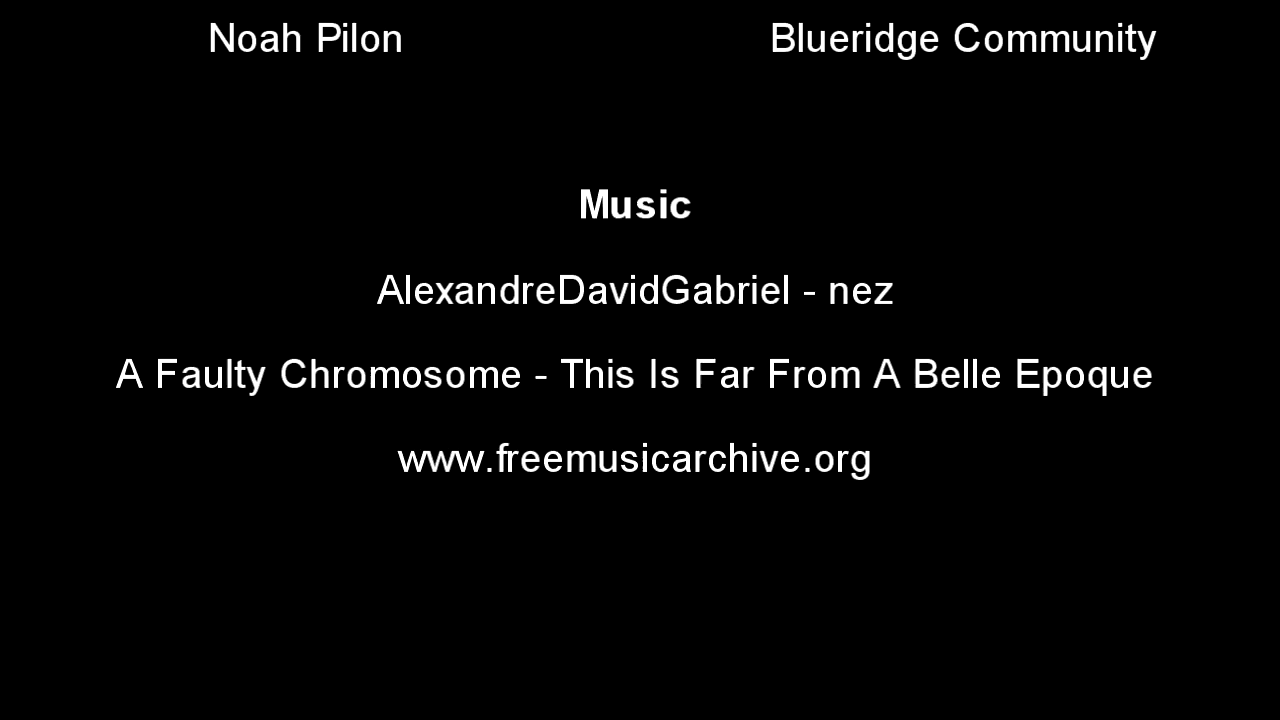 Noah Pilon Blueridge Community
Music
AlexandreDavidGabriel - nez
A Faulty Chromosome - This Is Far From A Belle Epoque
www.freemusicarchive.org